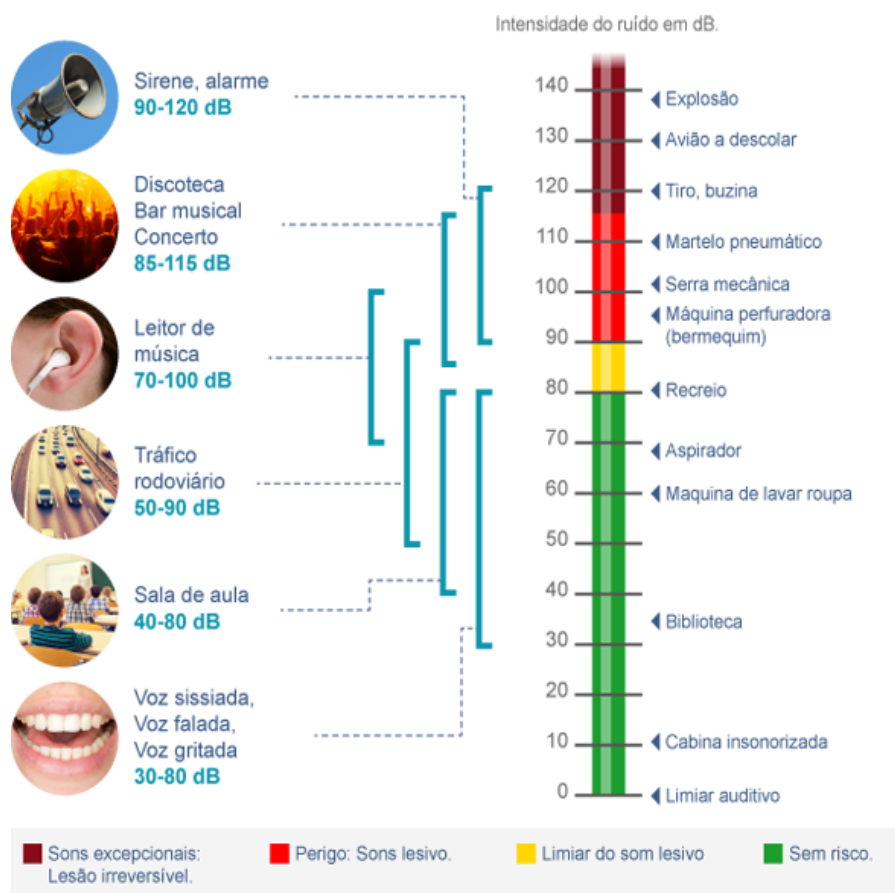 Intensidade do ruído em dB.
Sirene, alarme
90-120 dB
Discoteca
Bar musical
Concerto
85-115 dB
Leitor de
música
70-100 dB
Tráfico
rodoviário
50-90 dB
Sala de aula
40-80 dB
Voz sissiada,
Voz falada,
Voz gritada
30-80 dB
140
Explosão
130
Avião a descolar
120
Tiro, buzina
110
Martelo pneumático
Serra mecânica
100
Máquina perfuradora
(bermequim)
90
80
Recreio
70
Aspirador
60
Maquina de lavar roupa
50
40
Biblioteca
30
20
10
Cabina insonorizada
0
Limiar auditivo
Sons excepcionais:
Lesão irreversível.
Perigo: Sons lesivo.
Limiar do som lesivo
Sem risco.